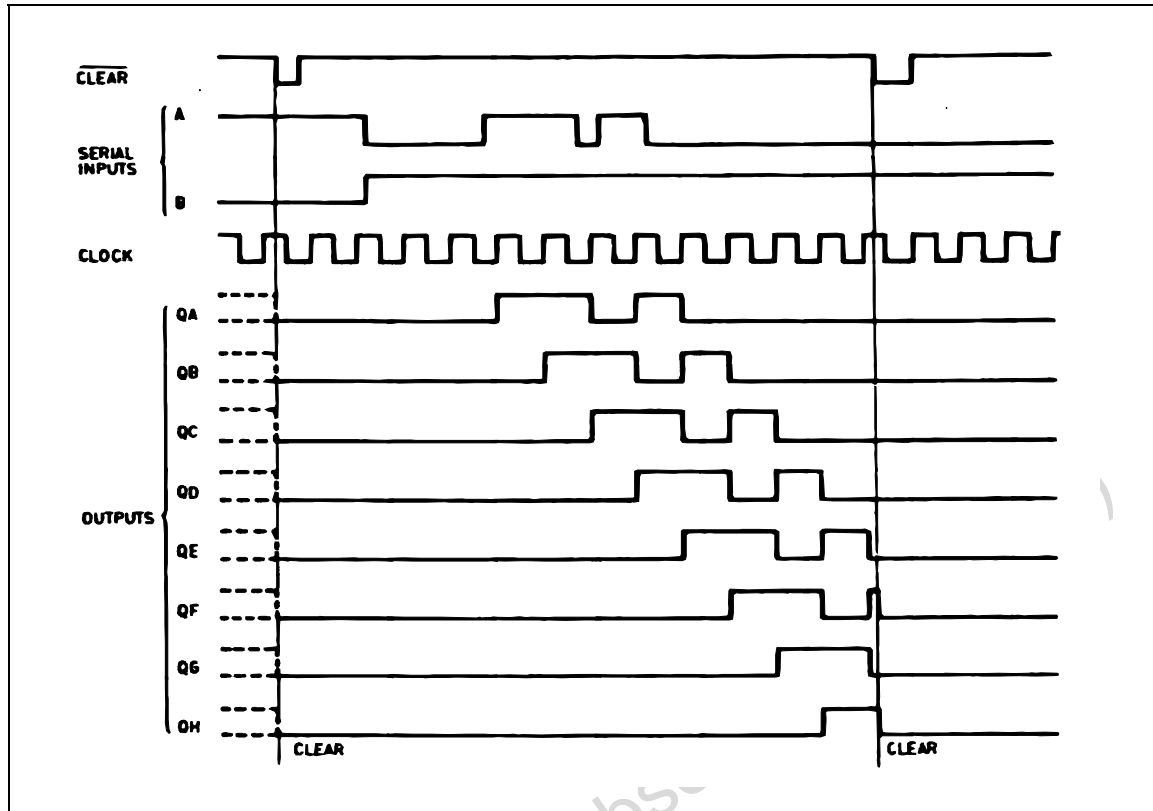 CLEAR
A
SERIAL
INPUTS
B
CLOCK
QA
QB
QC
QD
OUTPUTS
QE
QF
QG
QH
CLEAR
CLEAR